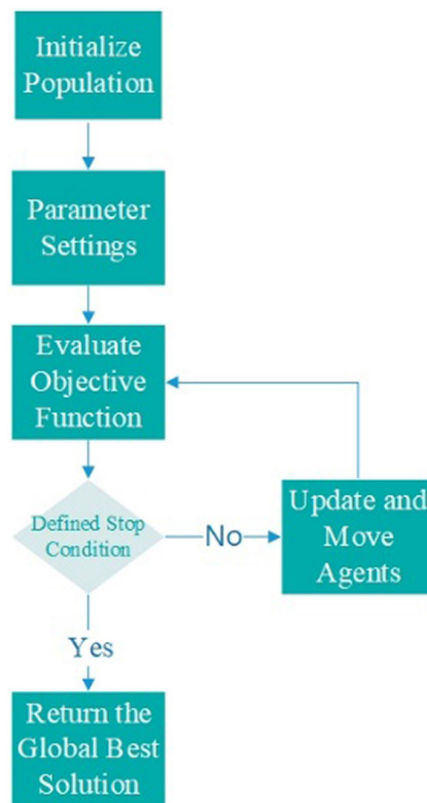 Initialize
Population
Parameter
Settings
Evaluate
Objective
Function
Defined Stop
Condition
No
Update and
Move
Agents
Yes
Return the
Global Best
Solution